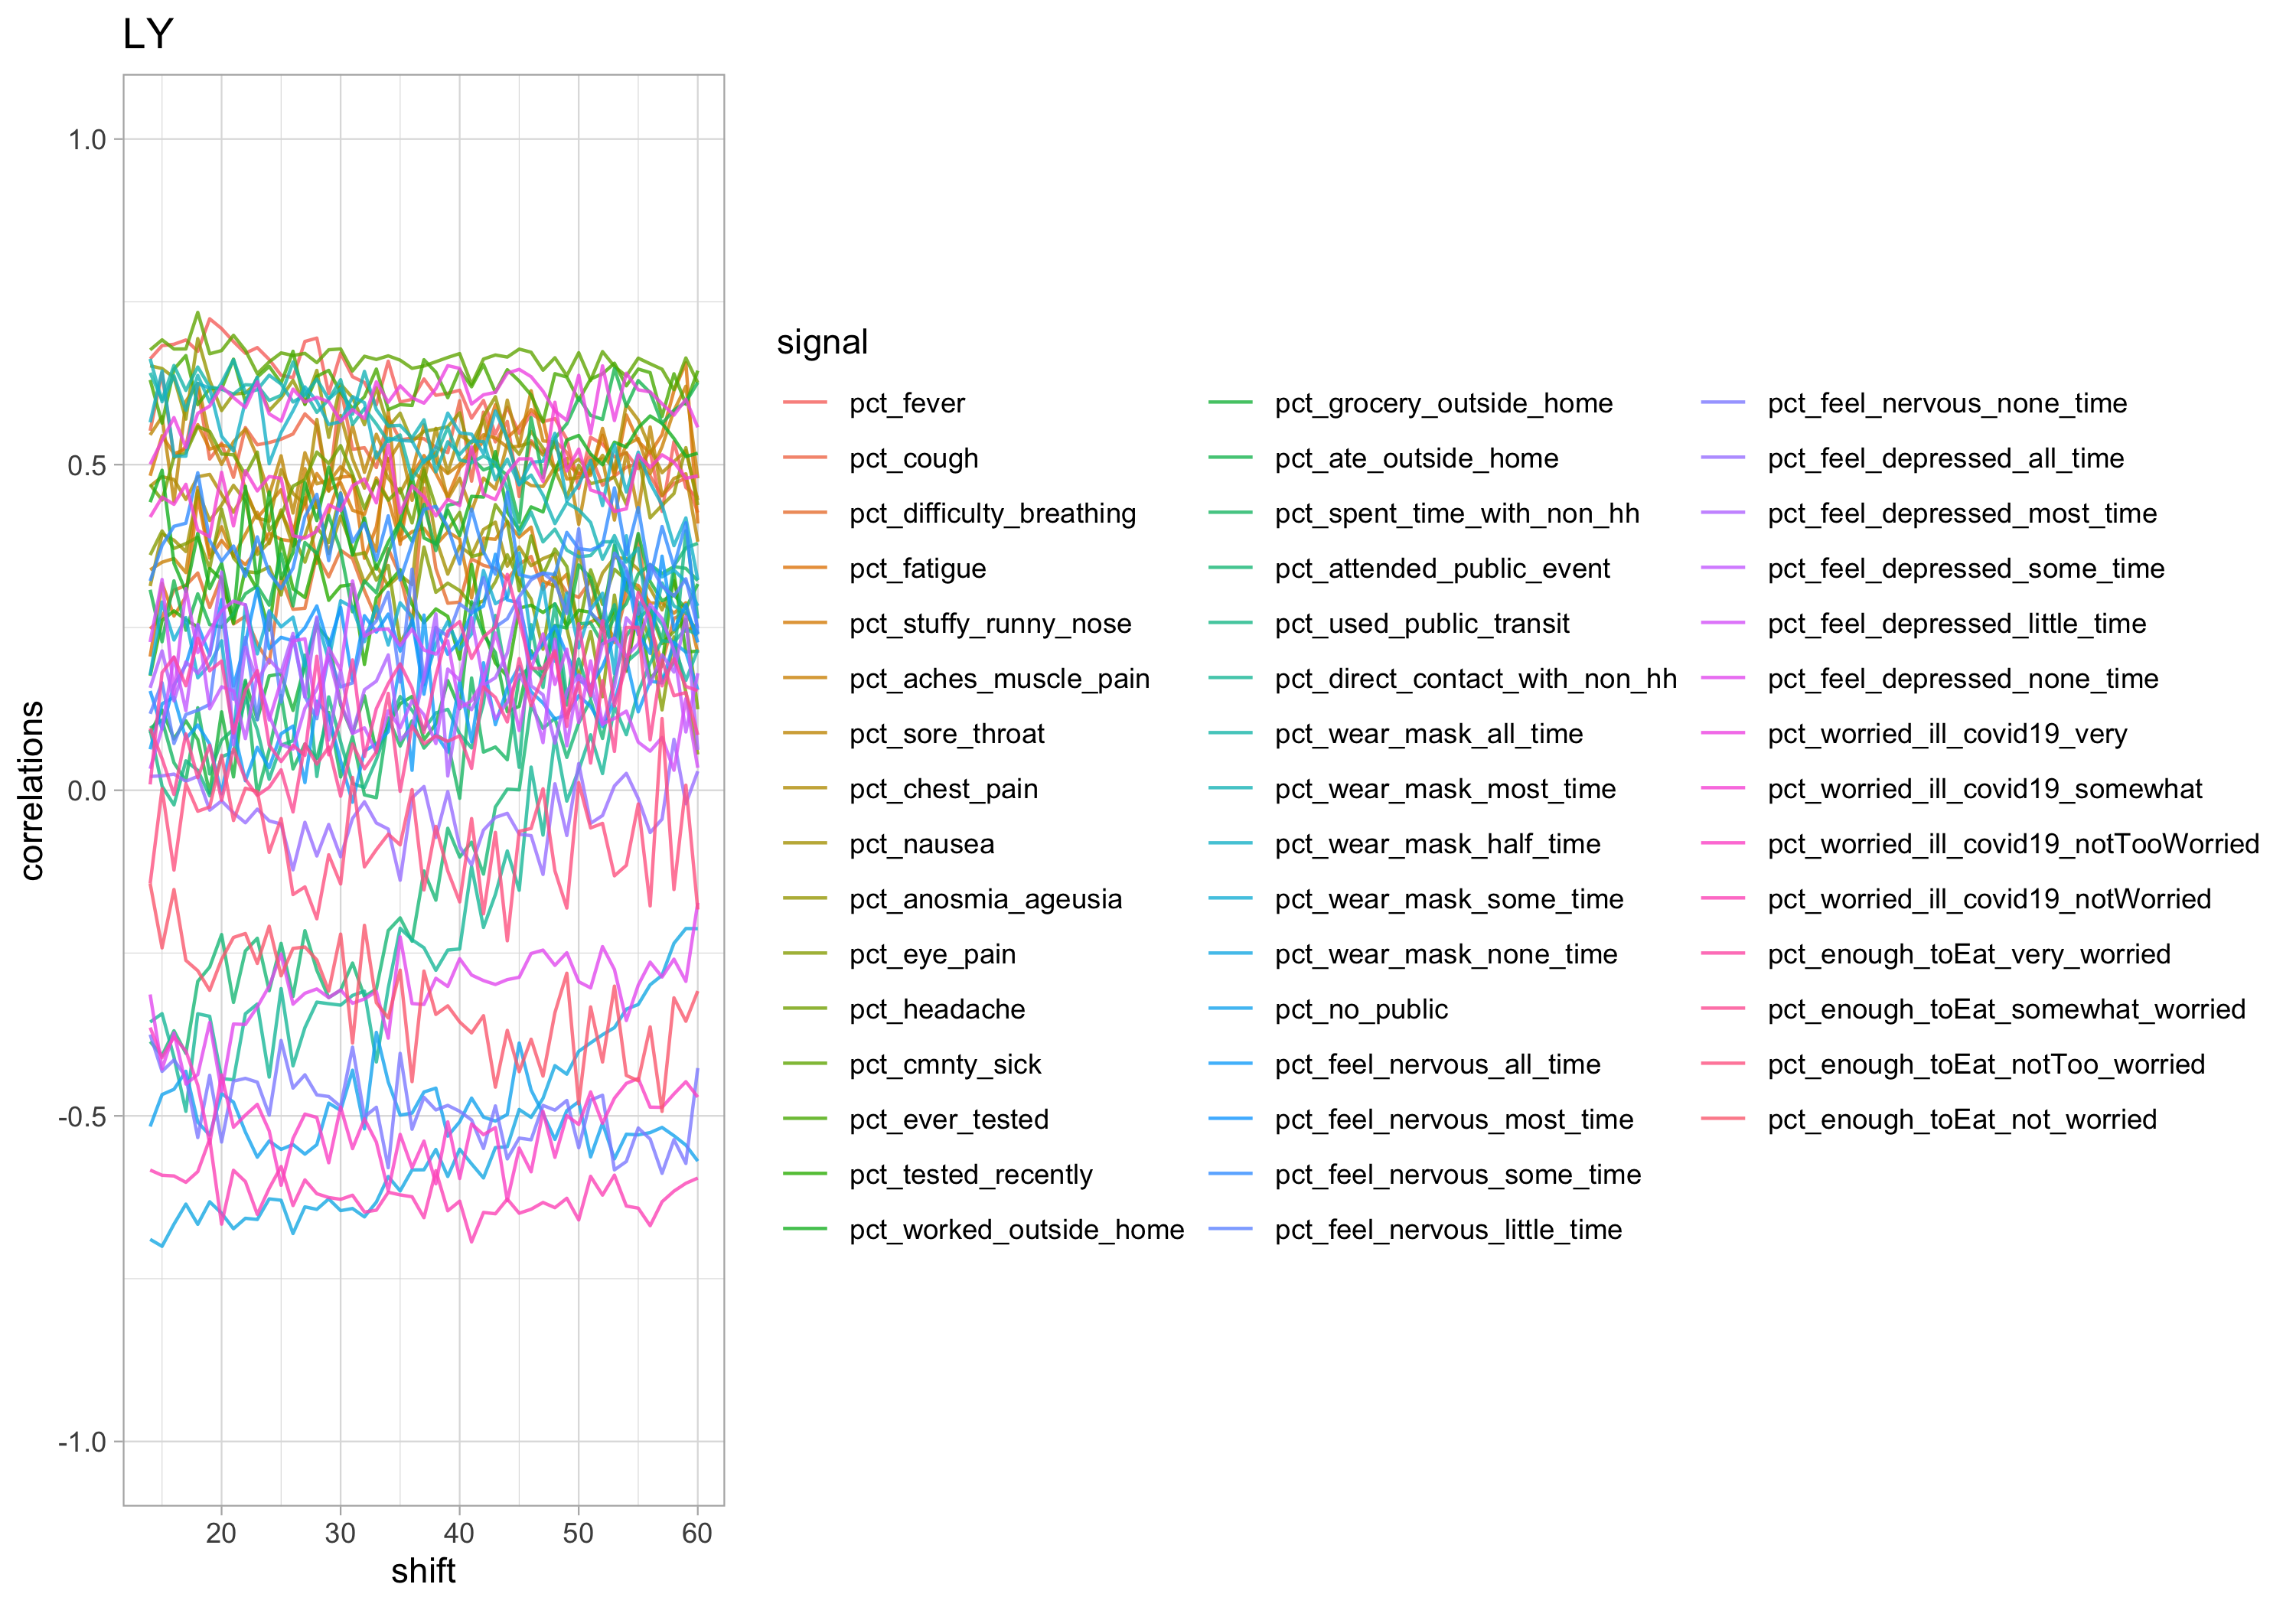 LY
1.0
0.5
0.0
-0.5
-1.0
correlations
20 30 40 50 60
shift
signal
pct_fever
pct_cough
pct_difficulty_breathing
pct_fatigue
pct_stuffy_runny_nose
pct_aches_muscle_pain
pct_sore_throat
pct_chest_pain
pct_nausea
pct_anosmia_ageusia
pct_eye_pain
pct_headache
pct_cmnty_sick
pct_ever_tested
pct_tested_recently
pct_worked_outside_home
pct_grocery_outside_home
pct_ate_outside_home
pct_spent_time_with_non_hh
pct_attended_public_event
pct_used_public_transit
pct_direct_contact_with_non_hh
pct_wear_mask_all_time
pct_wear_mask_most_time
pct_wear_mask_half_time
pct_wear_mask_some_time
pct_wear_mask_none_time
pct_no_public
pct_feel_nervous_all_time
pct_feel_nervous_most_time
pct_feel_nervous_some_time
pct_feel_nervous_little_time
pct_feel_nervous_none_time
pct_feel_depressed_all_time
pct_feel_depressed_most_time
pct_feel_depressed_some_time
pct_feel_depressed_little_time
pct_feel_depressed_none_time
pct_worried_ill_covid19_very
pct_worried_ill_covid19_somewhat
pct_worried_ill_covid19_notTooWorried
pct_worried_ill_covid19_notWorried
pct_enough_toEat_very_worried
pct_enough_toEat_somewhat_worried
pct_enough_toEat_notToo_worried
pct_enough_toEat_not_worried